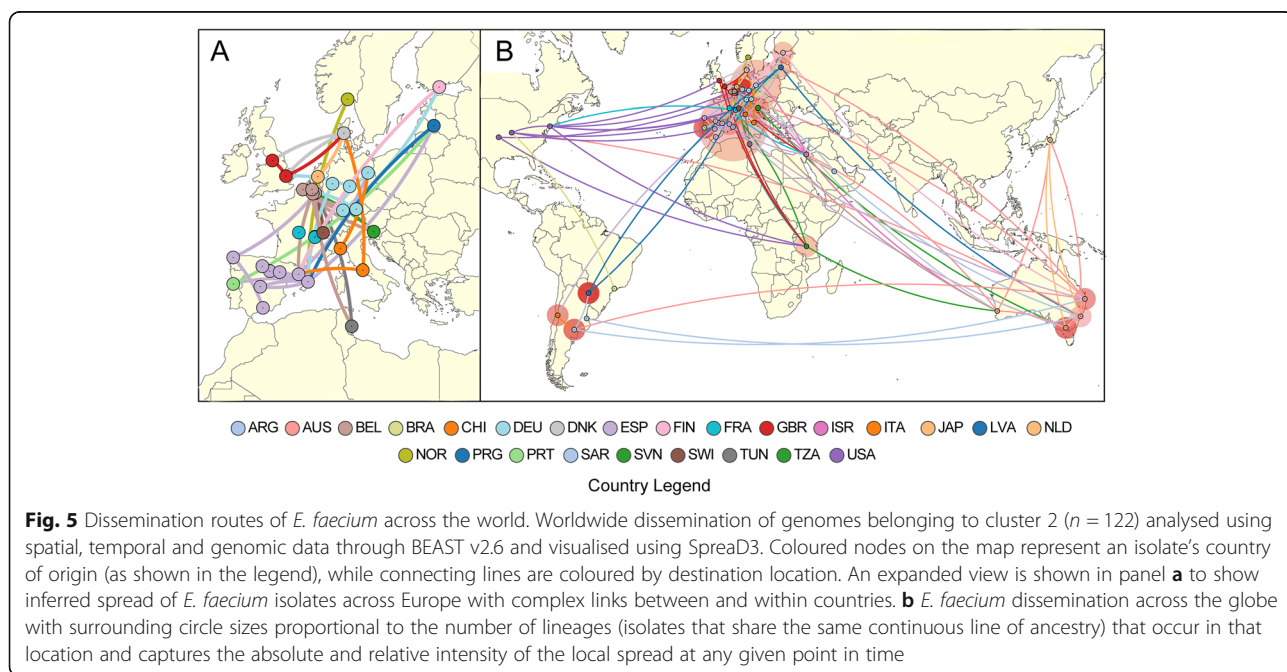 A
B
ARG AUS BEL BRA CHI DEU DNK ESP FIN FRA GBR ISR ITA JAP LVA NLD
NOR PRG PRT SAR SVN SWI TUN TZA USA
Country Legend
Fig. 5 Dissemination routes of E. faecium across the world. Worldwide dissemination of genomes belonging to cluster 2 (n = 122) analysed using
spatial, temporal and genomic data through BEAST v2.6 and visualised using SpreaD3. Coloured nodes on the map represent an isolate's country
of origin (as shown in the legend), while connecting lines are coloured by destination location. An expanded view is shown in panel a to show
inferred spread of E. faecium isolates across Europe with complex links between and within countries. b E. faecium dissemination across the globe
with surrounding circle sizes proportional to the number of lineages (isolates that share the same continuous line of ancestry) that occur in that
location and captures the absolute and relative intensity of the local spread at any given point in time